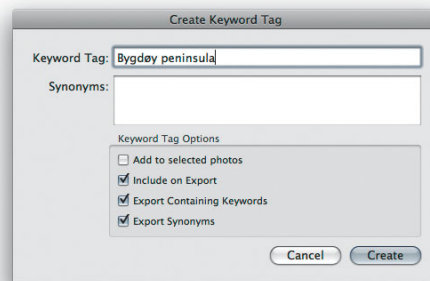 Create Keyword Tag
Keyword Tag: Bygdøy peninsula
Synonyms:
Keyword Tag Options
Add to selected photos
Include on Export
Export Containing Keywords
Export Synonyms
Cancel Create